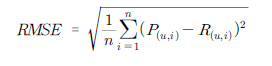 RMSE = √(1/n ∑_{i=1}^{n} (P_{(u,i)} − R_{(u,i)})²)